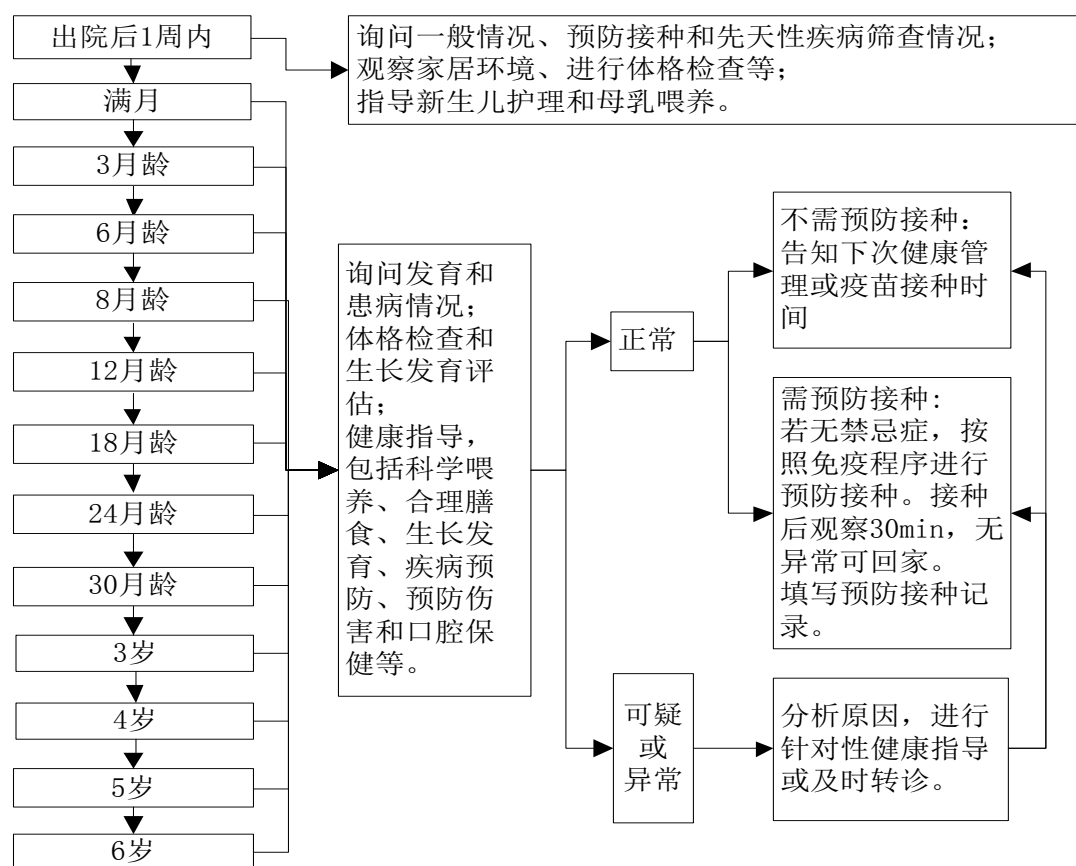 出院后1周内
询问一般情况、预防接种和先天性疾病筛查情况；
观察家居环境、进行体格检查等；
指导新生儿护理和母乳喂养。
满月
3月龄
6月龄
8月龄
12月龄
18月龄
24月龄
30月龄
3岁
4岁
5岁
6岁
询问发育和
患病情况；
体格检查和
生长发育评
估；
健康指导，
包括科学喂
养、合理膳
食、生长发
育、疾病预
防、预防伤
害和口腔保
健等。
正常
不需预防接种：
告知下次健康管
理或疫苗接种时
间
需预防接种：
若无禁忌症，按
照免疫程序进行
预防接种。接种
后观察30min，无
异常可回家。
填写预防接种记
录。
可疑
或
异常
分析原因，进行
针对性健康指导
或及时转诊。